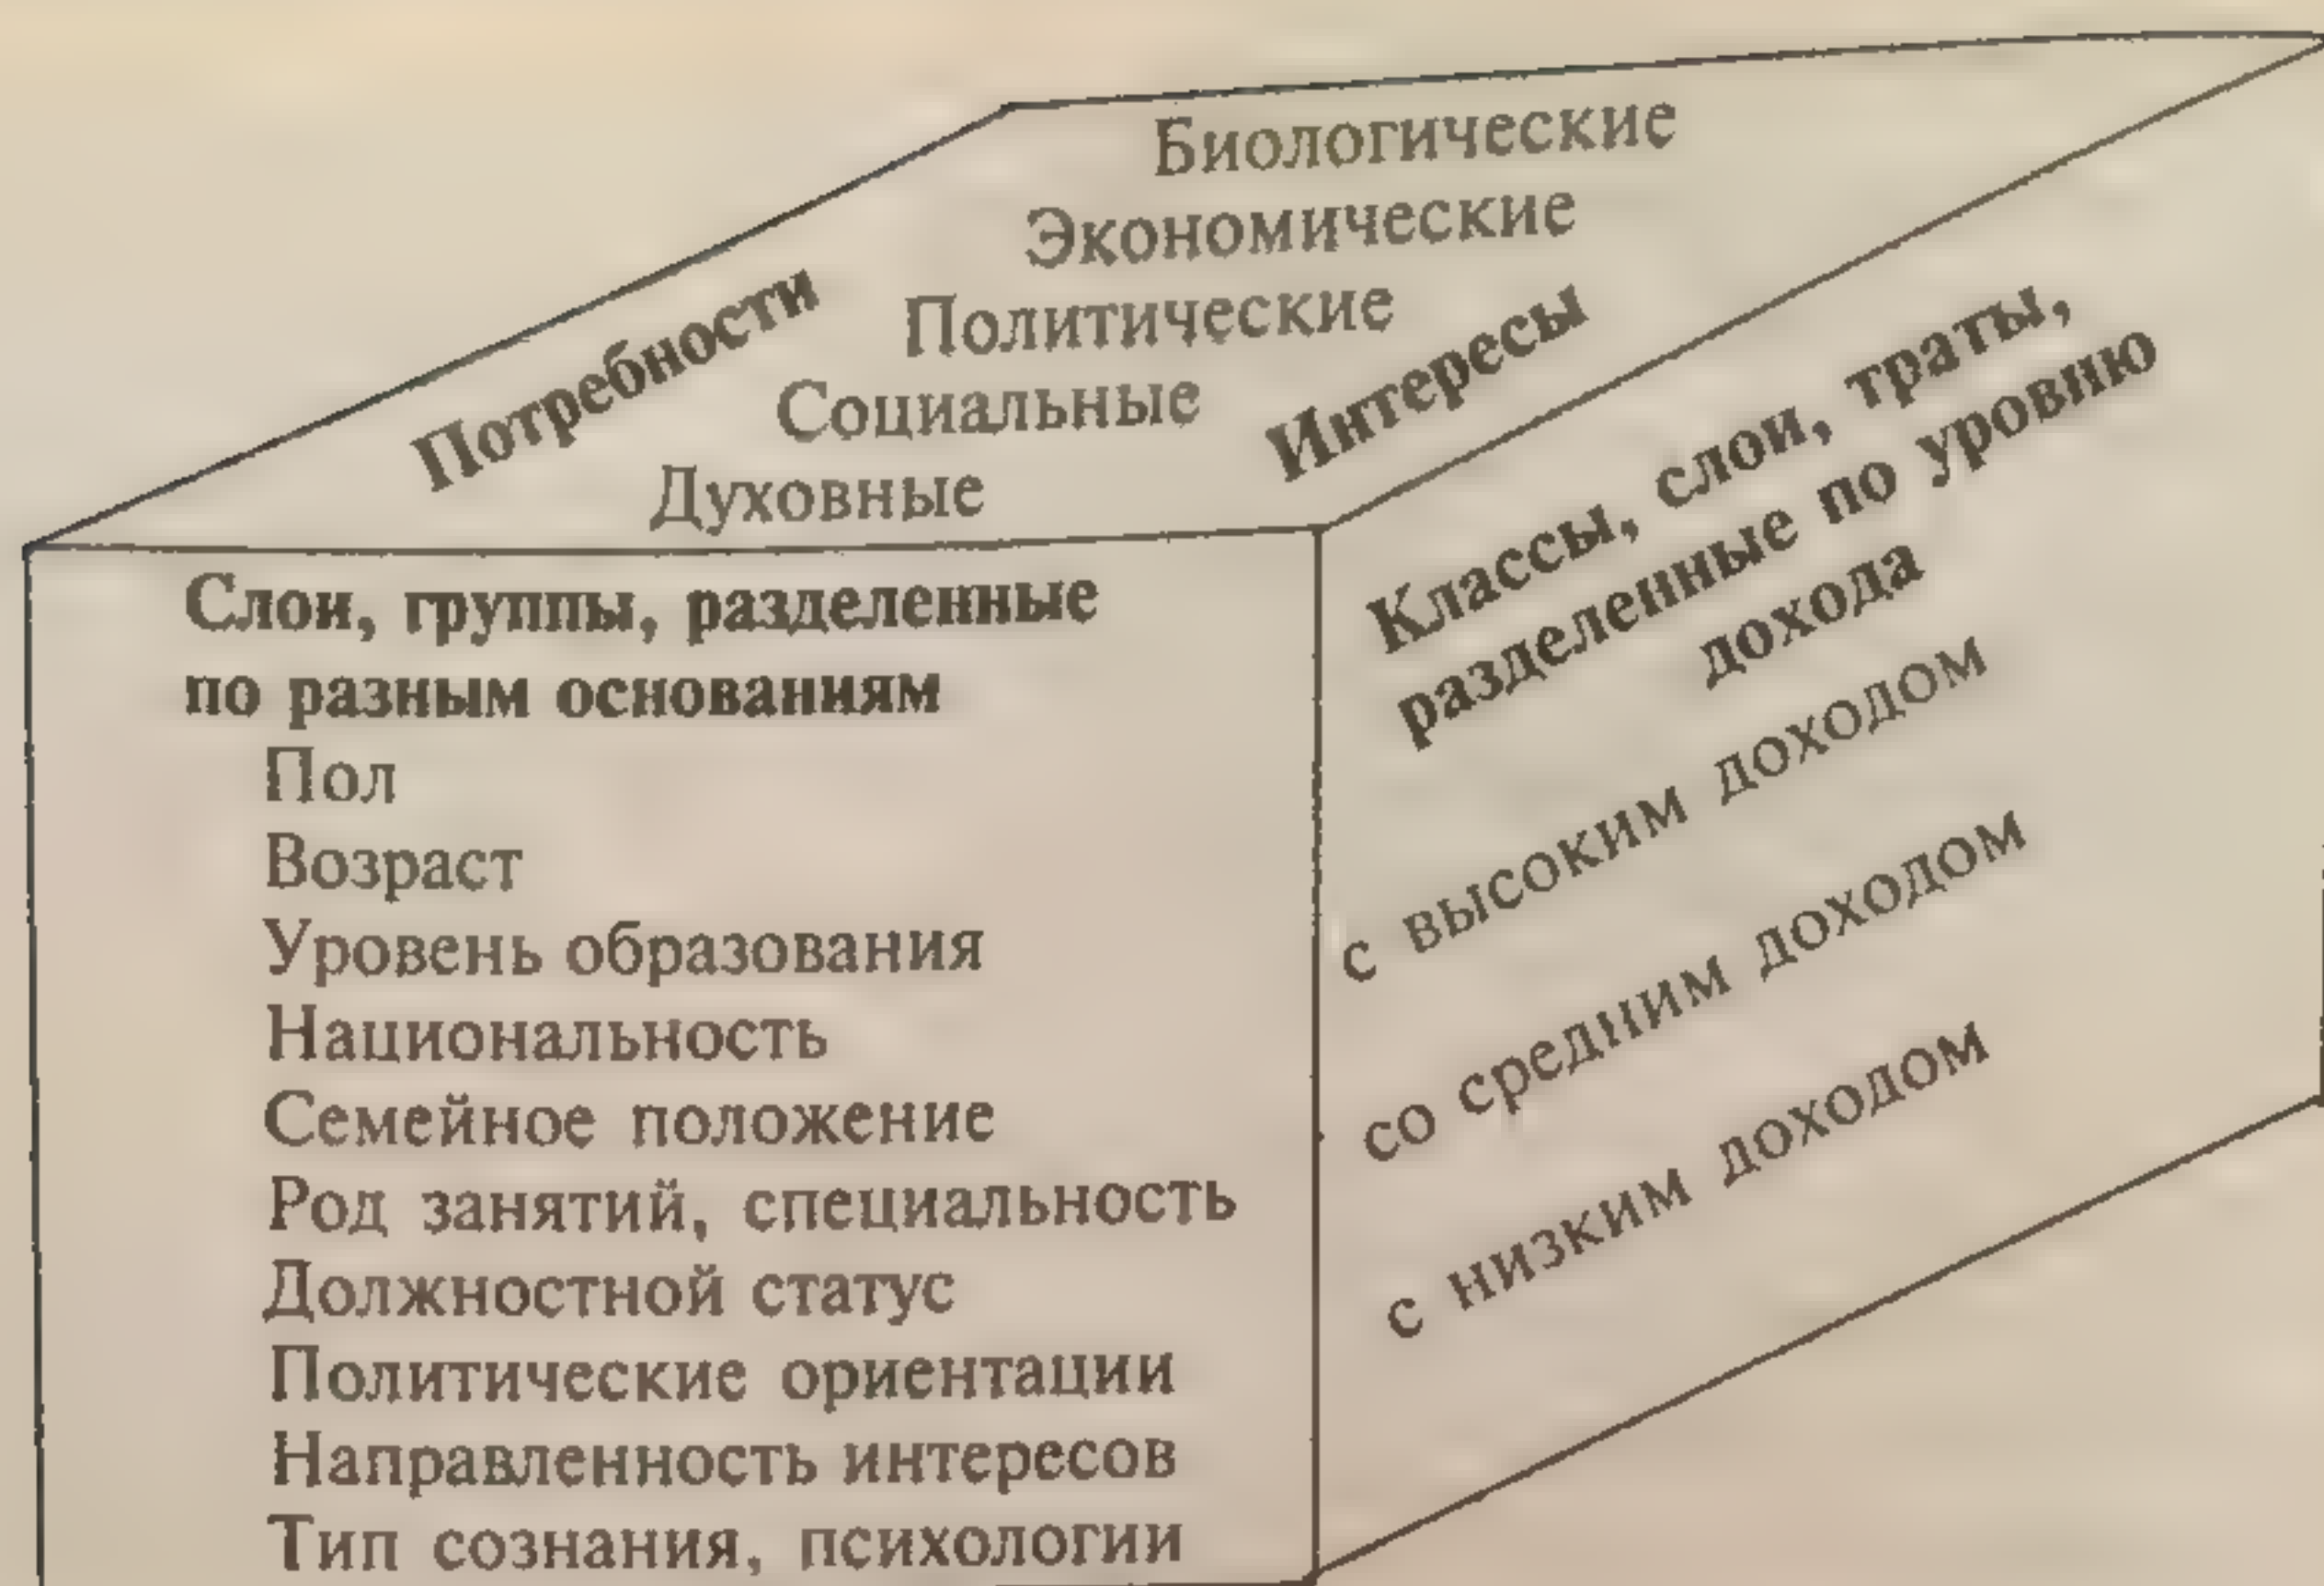 Биологические
Экономические
Политические
Социальные
Духовные
Потребности
Интересы
Слои, группы, разделенные
по разным основаниям
Пол
Возраст
Уровень образования
Национальность
Семейное положение
Род занятий, специальность
Должностной статус
Политические ориентации
Направленность интересов
Тип сознания, психологии
Классы, слои, траты,
разделенные по уровню
дохода
с высоким доходом
со средним доходом
с низким доходом